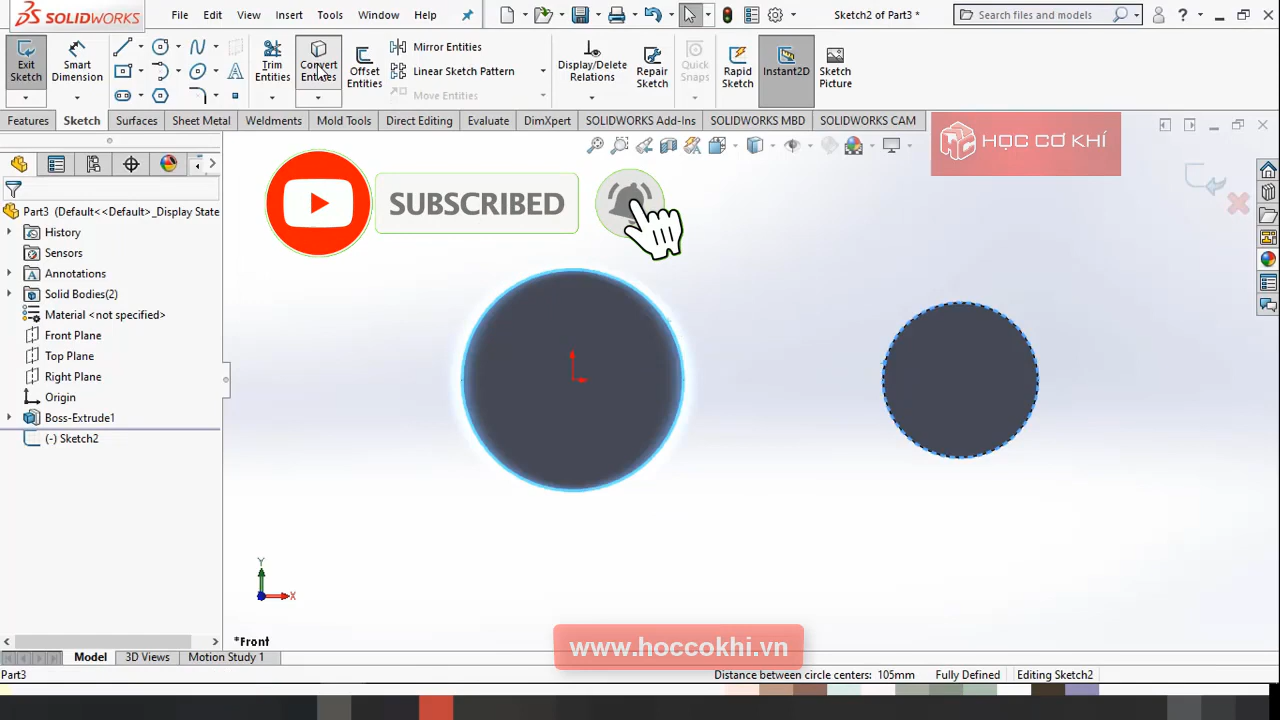 3S SOLIDWORKS
File
Edit
View
Insert
Tools
Window
Help
Sketch2 of Part3 *
Search files and models
?
Exit Sketch
Smart Dimension
Trim Entities
Convert Entities
Offset Entities
Mirror Entities
Linear Sketch Pattern
Move Entities
Display/Delete Relations
Repair Sketch
Quick Snaps
Rapid Sketch
Instant2D
Sketch Picture
Features
Sketch
Surfaces
Sheet Metal
Weldments
Mold Tools
Direct Editing
Evaluate
DimXpert
SOLIDWORKS Add-Ins
SOLIDWORKS MBD
SOLIDWORKS CAM
HỌC CƠ KHÍ
SUBSCRIBED
Part3 (Default<<Default>_Display State
History
Sensors
Annotations
Solid Bodies(2)
Material <not specified>
Front Plane
Top Plane
Right Plane
Origin
Boss-Extrude1
(-) Sketch2
Y
X
*Front
www.hoccokhi.vn
Model
3D Views
Motion Study 1
Part3
Distance between circle centers: 105mm
Fully Defined
Editing Sketch2